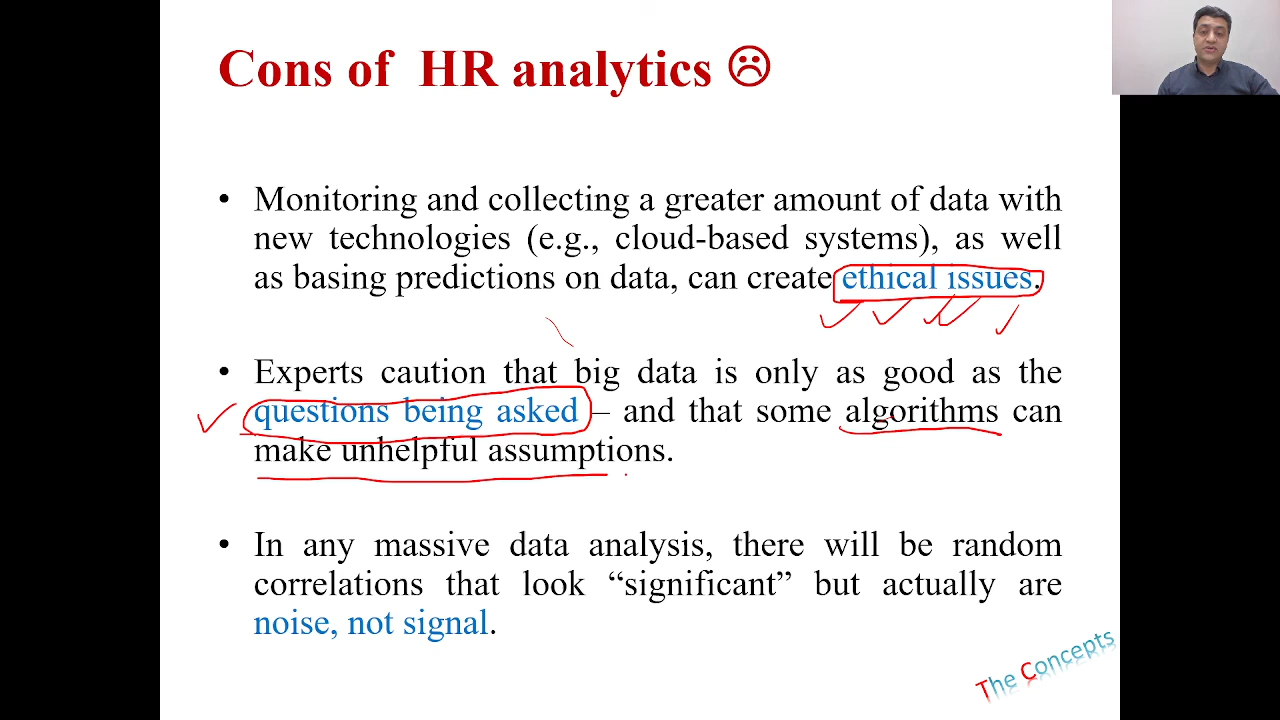 Cons of HR analytics ☹
• Monitoring and collecting a greater amount of data with
new technologies (e.g., cloud-based systems), as well
as basing predictions on data, can create ethical issues.
• Experts caution that big data is only as good as the
questions being asked – and that some algorithms can
make unhelpful assumptions.
• In any massive data analysis, there will be random
correlations that look “significant” but actually are
noise, not signal.
The Concepts